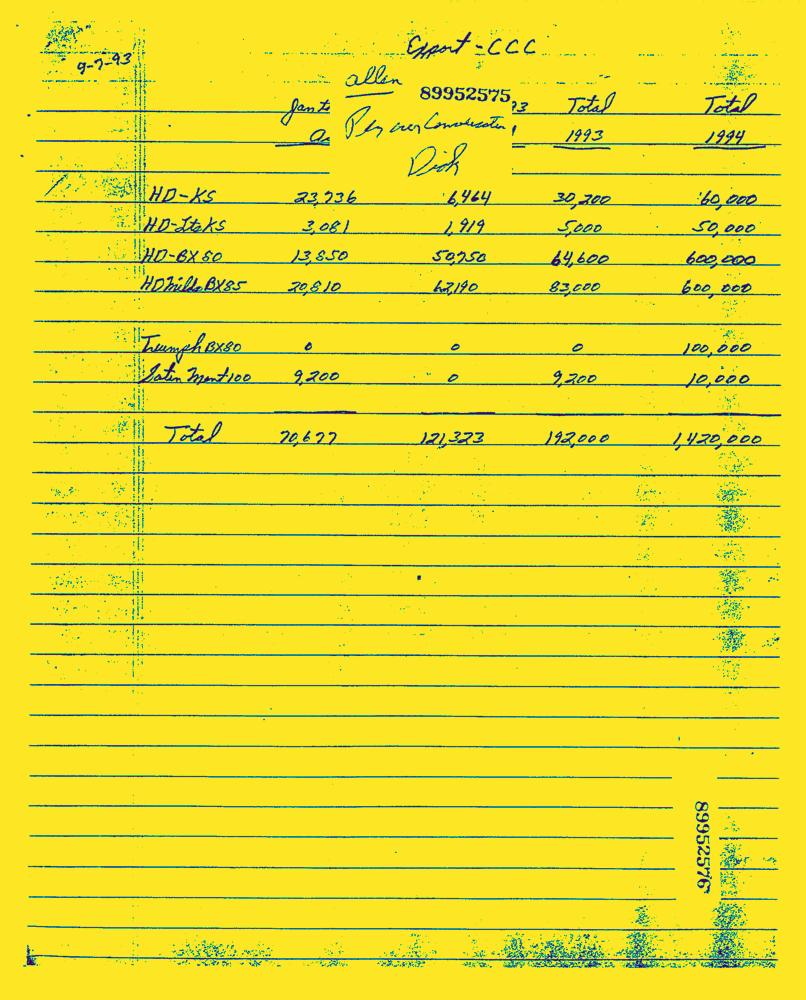 Export - CCC
9-7-93
Allen
89952575
Jan to 93 Total Total
Per our Conversation 1993 1994
Dick
HD-KS 23,736 6,464 30,200 60,000
HD-Lte KS 3,081 1,919 5,000 50,000
HD-BX 80 13,850 50,750 64,600 600,000
HD Milds BX85 20,810 62,190 83,000 600,000
Triumph BX80 0 0 0 100,000
Satin Ment 100 9,200 0 9,200 10,000
Total 70,677 121,323 192,000 1,420,000
89952576